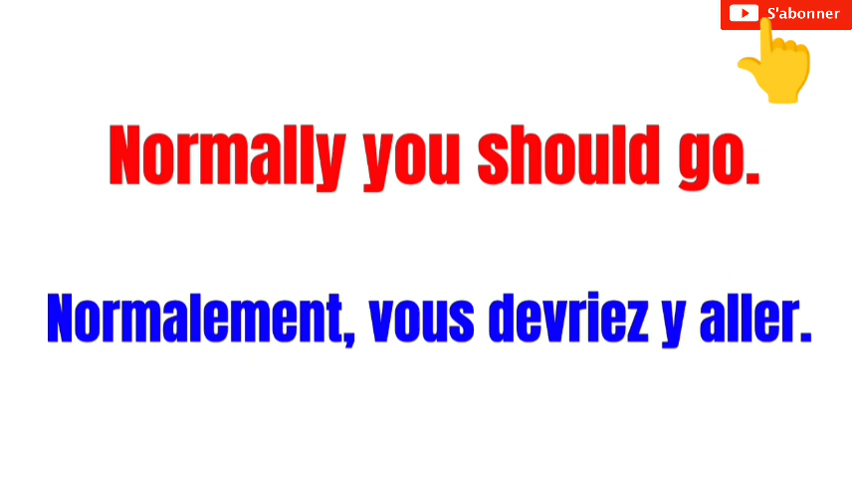 S'abonner
Normally you should go.
Normalement, vous devriez y aller.